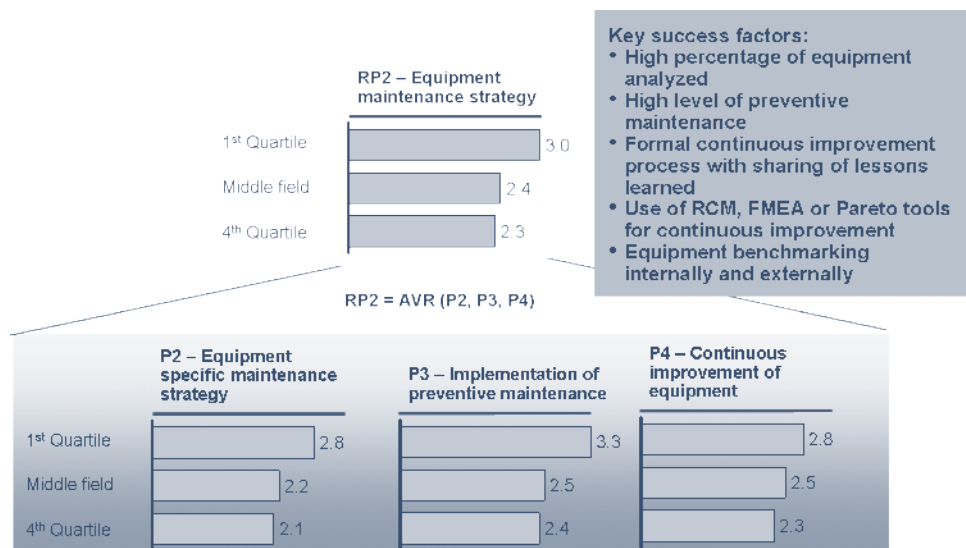 RP2 – Equipment
maintenance strategy
1st Quartile
3.0
Middle field
2.4
4th Quartile
2.3
RP2 = AVR (P2, P3, P4)
Key success factors:
• High percentage of equipment
analyzed
• High level of preventive
maintenance
• Formal continuous improvement
process with sharing of lessons
learned
• Use of RCM, FMEA or Pareto tools
for continuous improvement
• Equipment benchmarking
internally and externally
P2 – Equipment
specific maintenance
strategy
P3 – Implementation of
preventive maintenance
P4 – Continuous
improvement of
equipment
1st Quartile
2.8
3.3
2.8
Middle field
2.2
2.5
2.5
4th Quartile
2.1
2.4
2.3